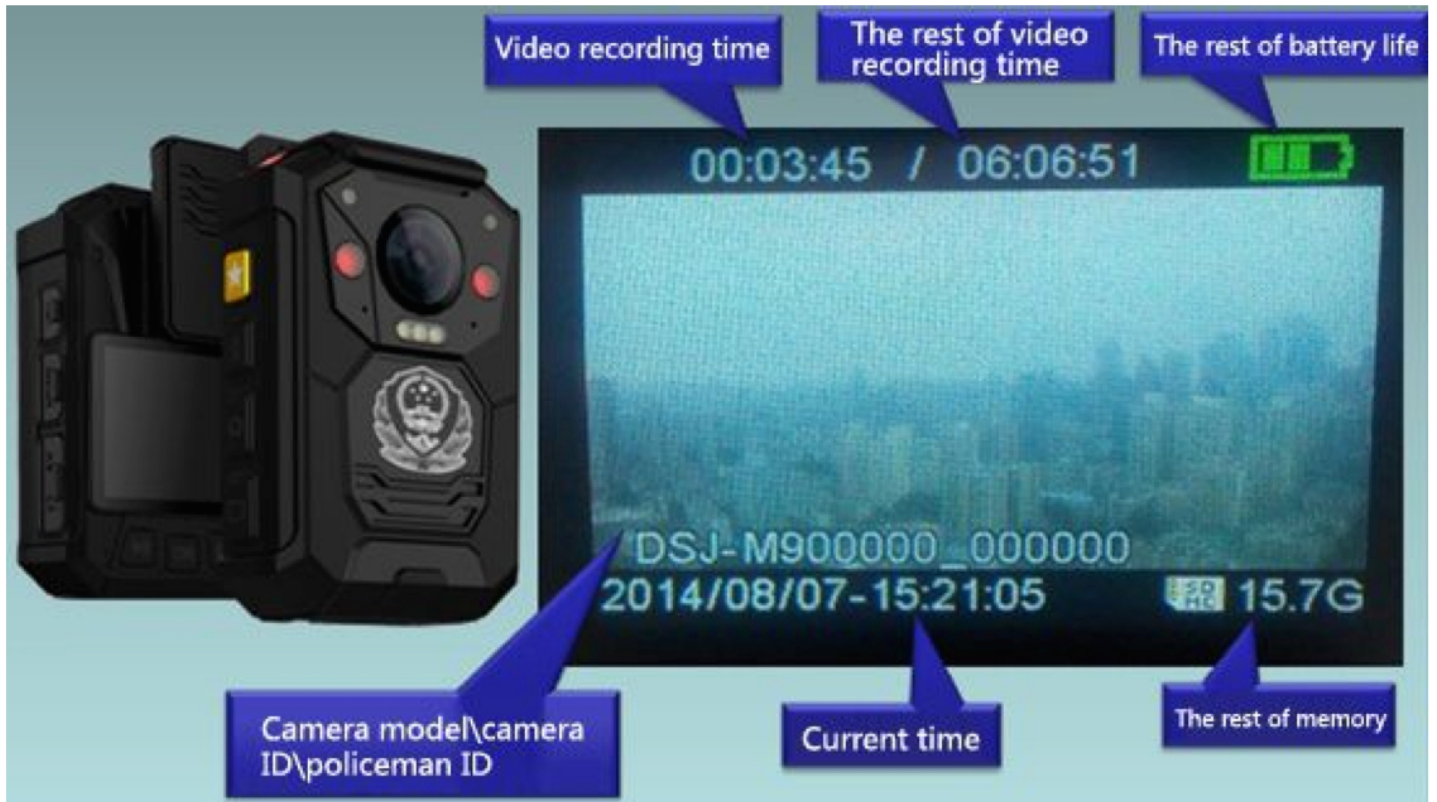 Video recording time
The rest of video
recording time
The rest of battery life
00:03:45 / 06:06:51
DSJ-M900000_000000
2014/08/07-15:21:05
SD
HC
15.7G
Camera model\camera
ID\policeman ID
Current time
The rest of memory